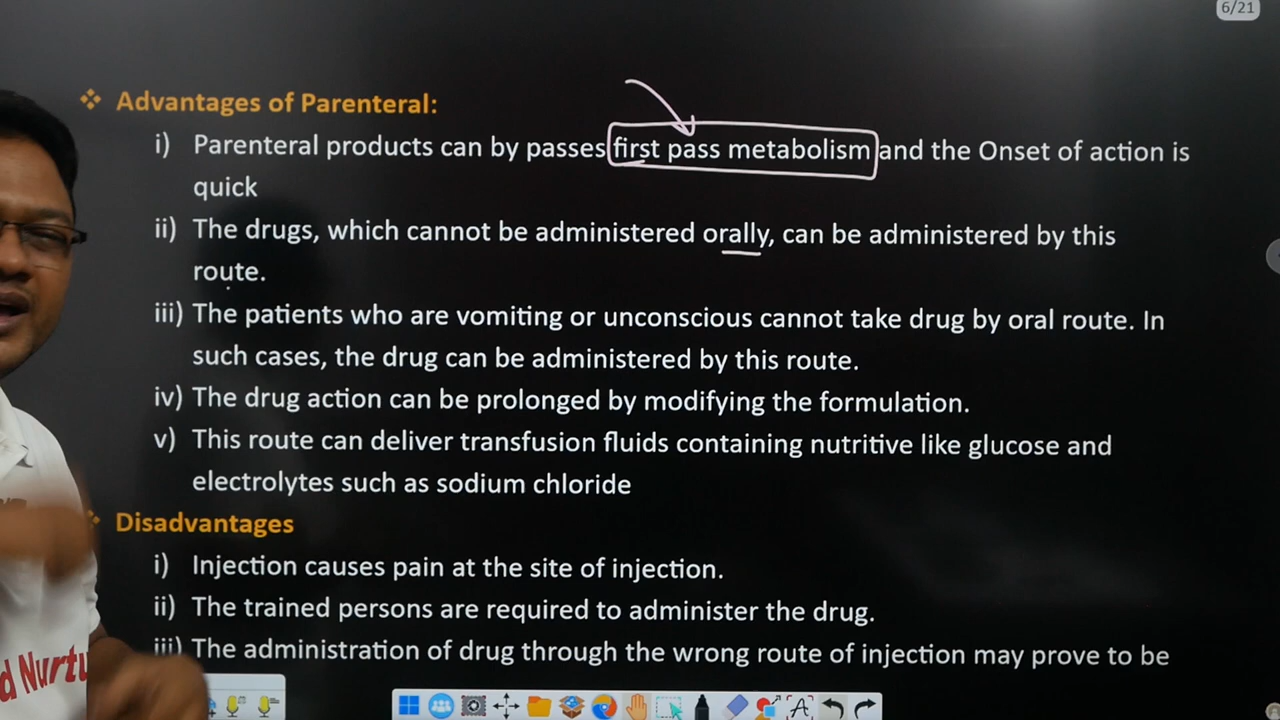 6/21
❖ Advantages of Parenteral:
i) Parenteral products can by passes first pass metabolism and the Onset of action is
quick
ii) The drugs, which cannot be administered orally, can be administered by this
route.
iii) The patients who are vomiting or unconscious cannot take drug by oral route. In
such cases, the drug can be administered by this route.
iv) The drug action can be prolonged by modifying the formulation.
v) This route can deliver transfusion fluids containing nutritive like glucose and
electrolytes such as sodium chloride
❖ Disadvantages
i) Injection causes pain at the site of injection.
ii) The trained persons are required to administer the drug.
iii) The administration of drug through the wrong route of injection may prove to be
d Nurtu
A